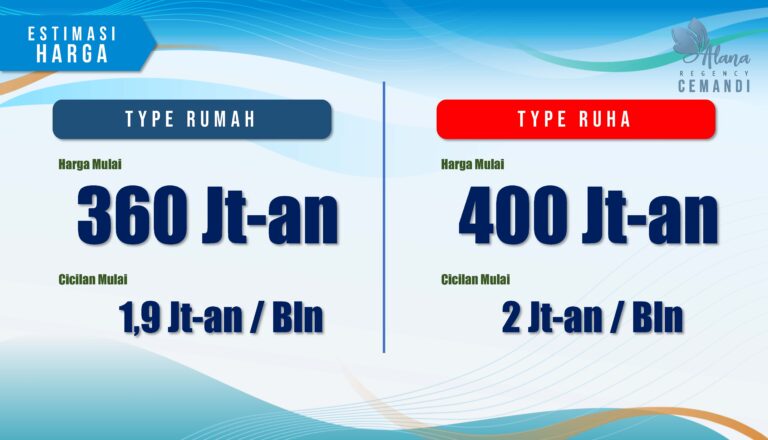 ESTIMASI
HARGA
Alana
REGENCY
CEMANDI
TYPE RUMAH
Harga Mulai
360 Jt-an
Cicilan Mulai
1,9 Jt-an / Bln
TYPE RUHA
Harga Mulai
400 Jt-an
Cicilan Mulai
2 Jt-an / Bln